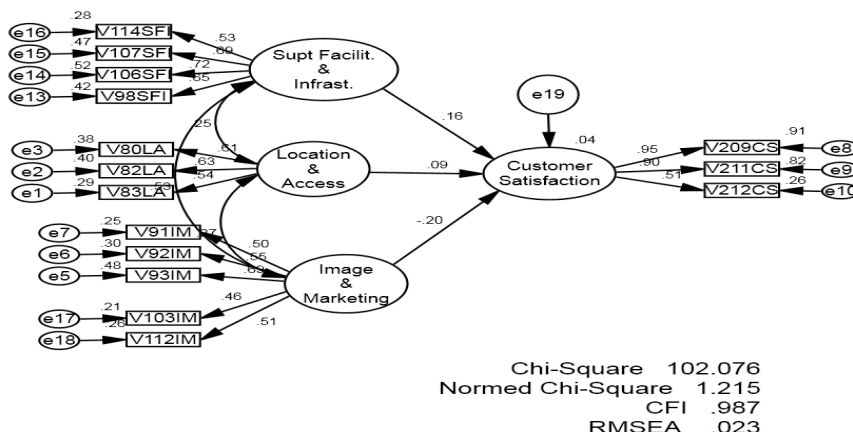 .28
e16 V114SFI .53
.47
e15 V107SFI .69
.52
e14 V106SFI .72
.42 .65
e13 V98SFI
Supt Facilit.
&
Infrast.
e19
.25
.16
.04
.38
e3 V80LA .61
.40
e2 V82LA .63
.29
e1 V83LA .54
Location
&
Access
.09
Customer
Satisfaction
.95 V209CS .91 e8
.90 V211CS .82 e9
.51 V212CS .26 e10
.25
e7 V91IM .50
.30
e6 V92IM .55
.48
e5 V93IM
-.20
Image
&
Marketing
.21
e17 V103IM .46
.26
e18 V112IM .51
Chi-Square 102.076
Normed Chi-Square 1.215
CFI .987
RMSEA .023